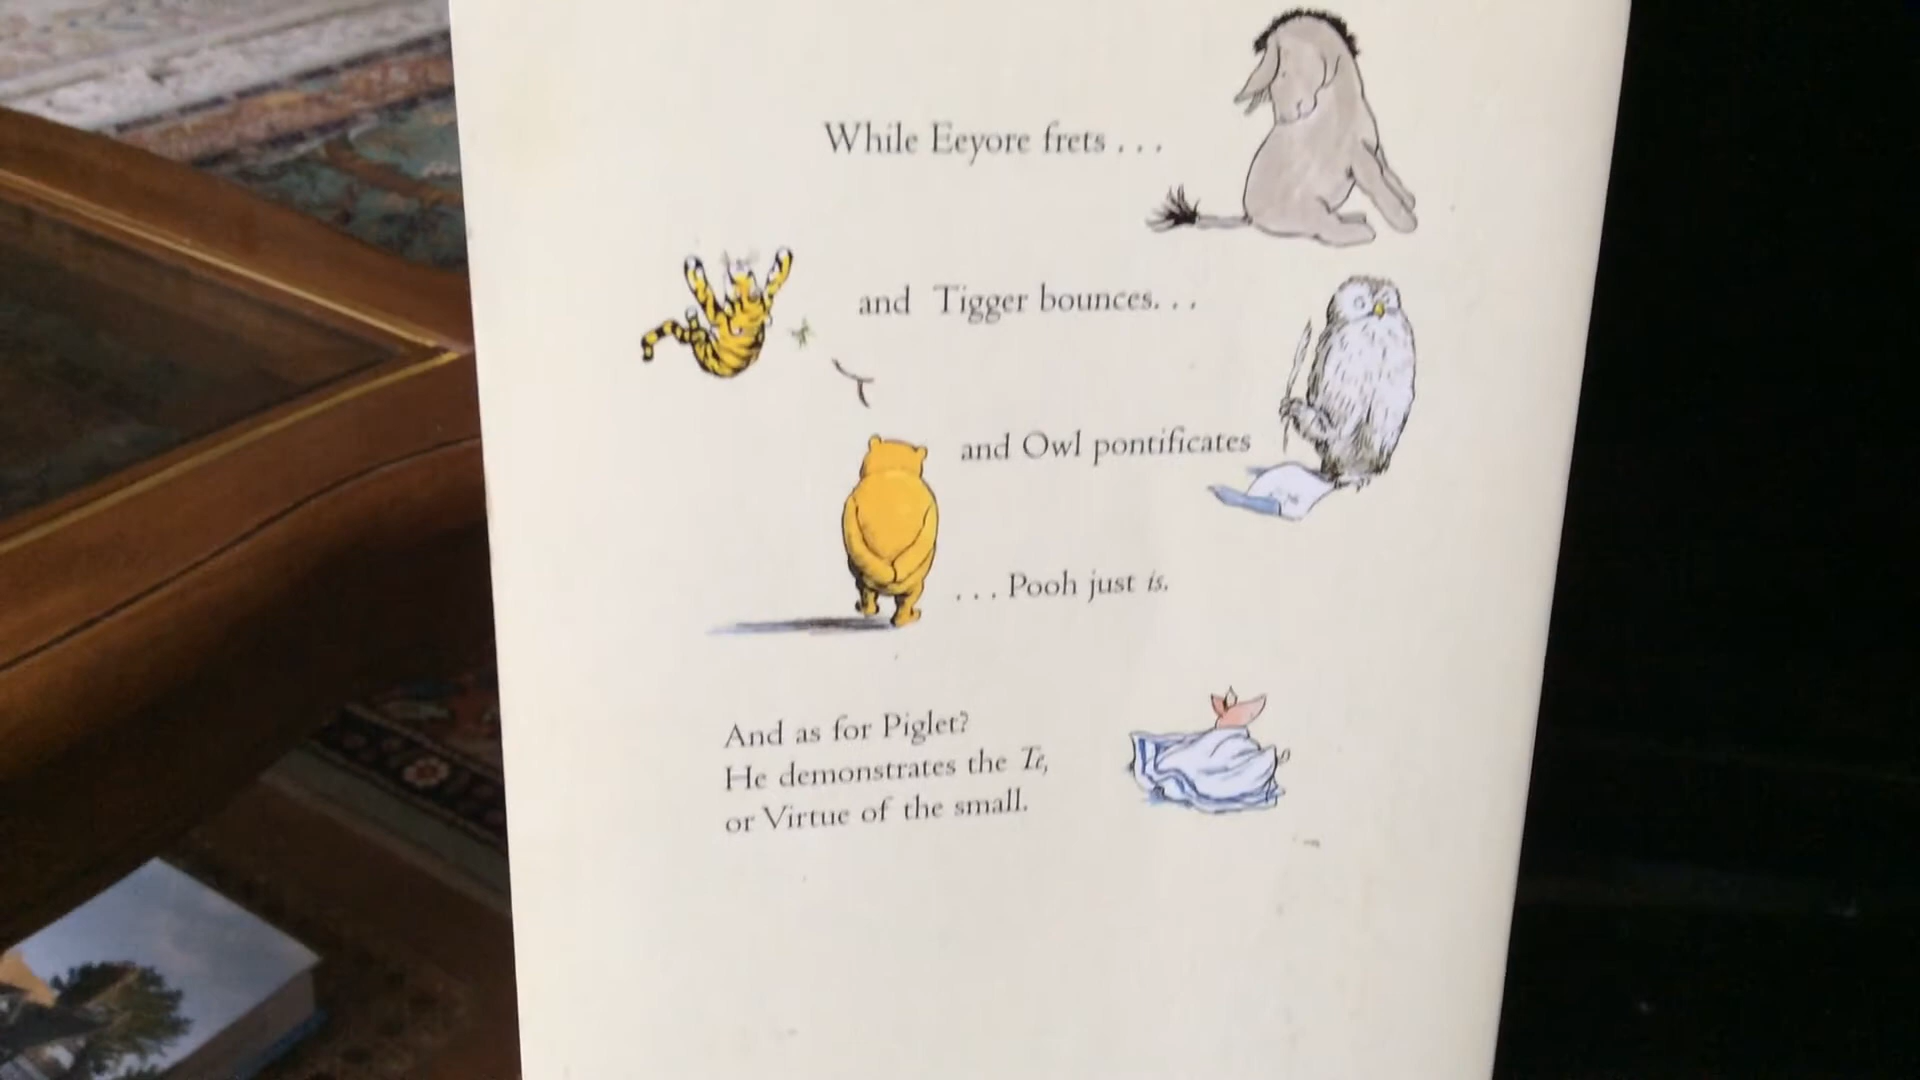 While Eeyore frets . . .
and Tigger bounces. . .
and Owl pontificates
. . . Pooh just is.
And as for Piglet?
He demonstrates the Te,
or Virtue of the small.